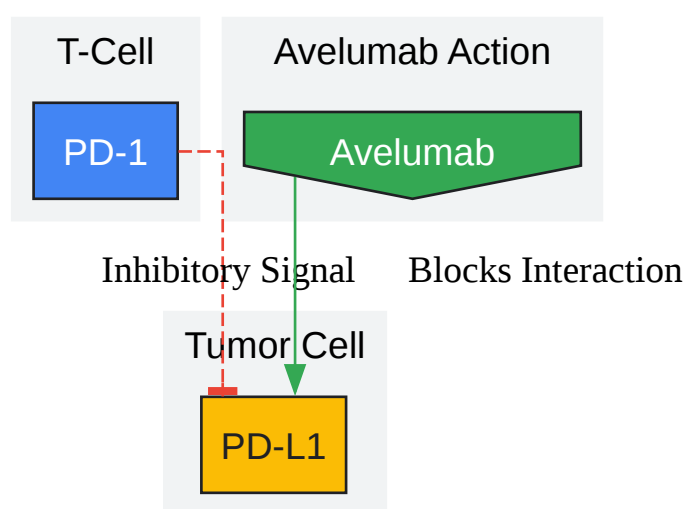 T-Cell
Avelumab Action
PD-1
Avelumab
Inhibitory Signal
Blocks Interaction
Tumor Cell
PD-L1